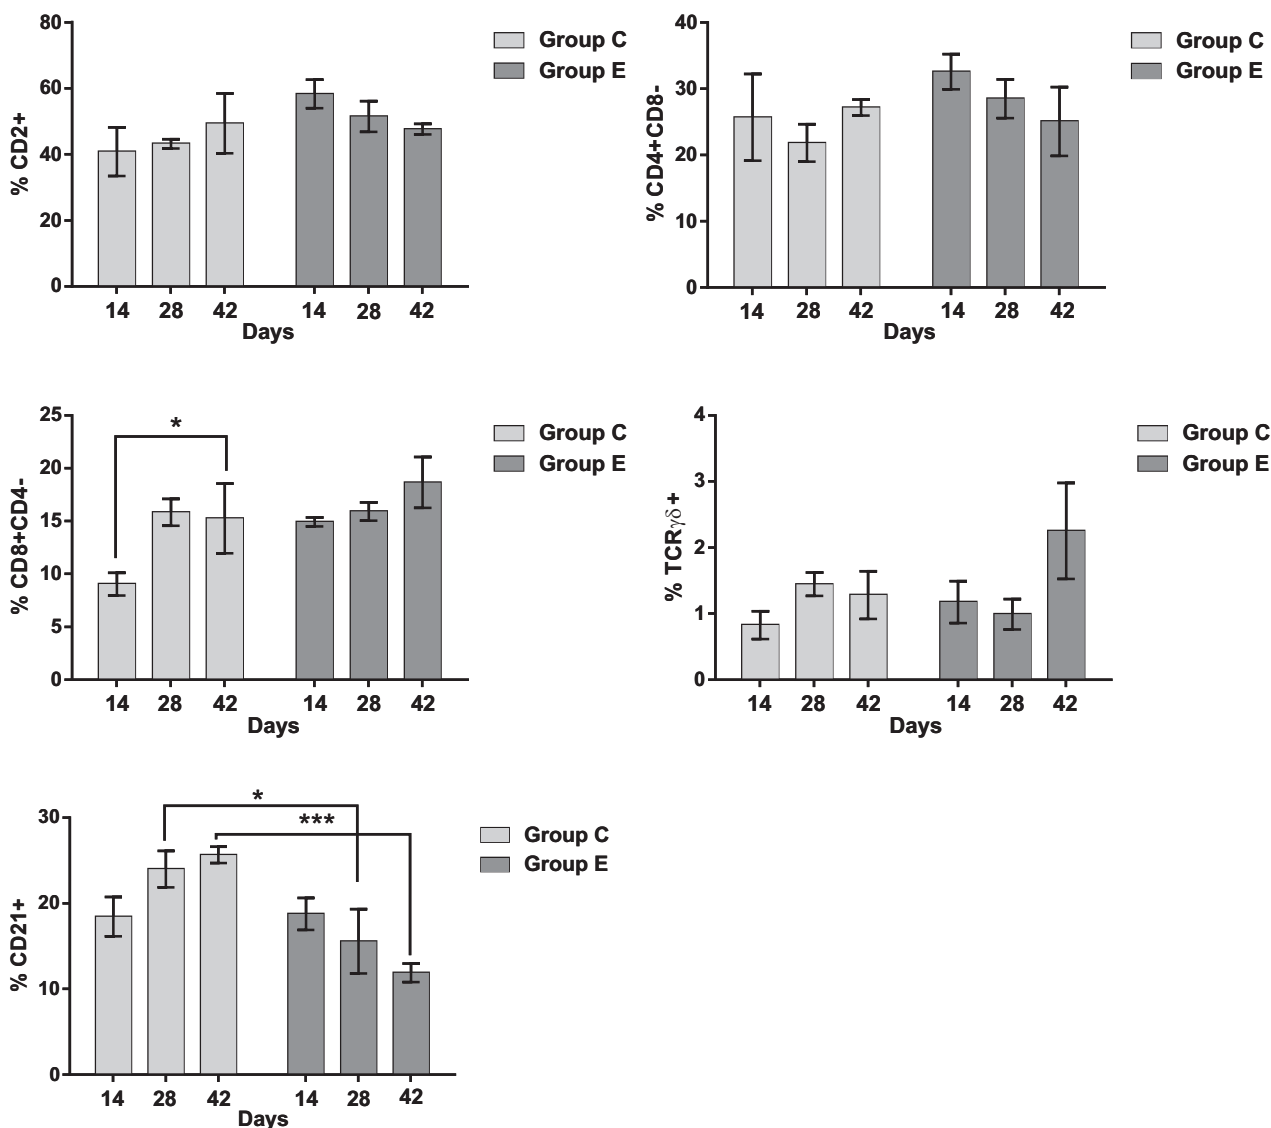 80
60
40
20
0
% CD2+
14 28 42 14 28 42
Days
Group C
Group E
40
30
20
10
0
% CD4+CD8-
14 28 42 14 28 42
Days
Group C
Group E
25
20
15
10
5
0
% CD8+CD4-
*
14 28 42 14 28 42
Days
Group C
Group E
4
3
2
1
0
% TCRγδ+
14 28 42 14 28 42
Days
Group C
Group E
30
20
10
0
% CD21+
*
***
14 28 42 14 28 42
Days
Group C
Group E